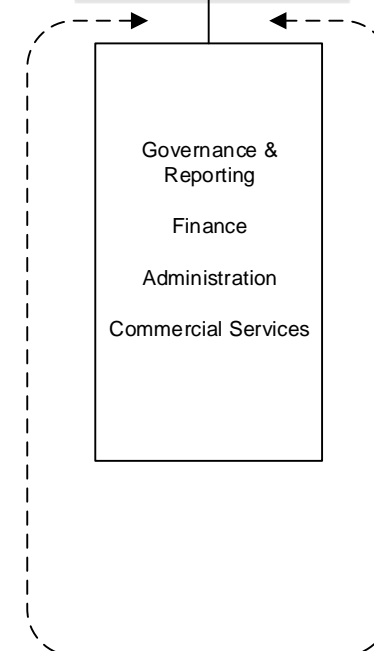 Governance &
Reporting
Finance
Administration
Commercial Services